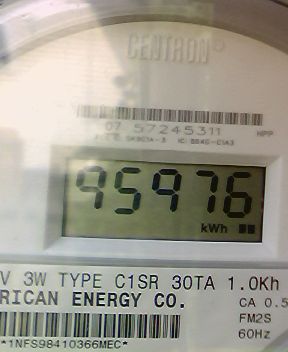 CENTRON
07 57245311 HPP
95976
kWh
V 3W TYPE C1SR 30TA 1.0Kh
RICAN ENERGY CO.
CA 0.5
FM2S
60Hz
*1NFS98410366MEC*